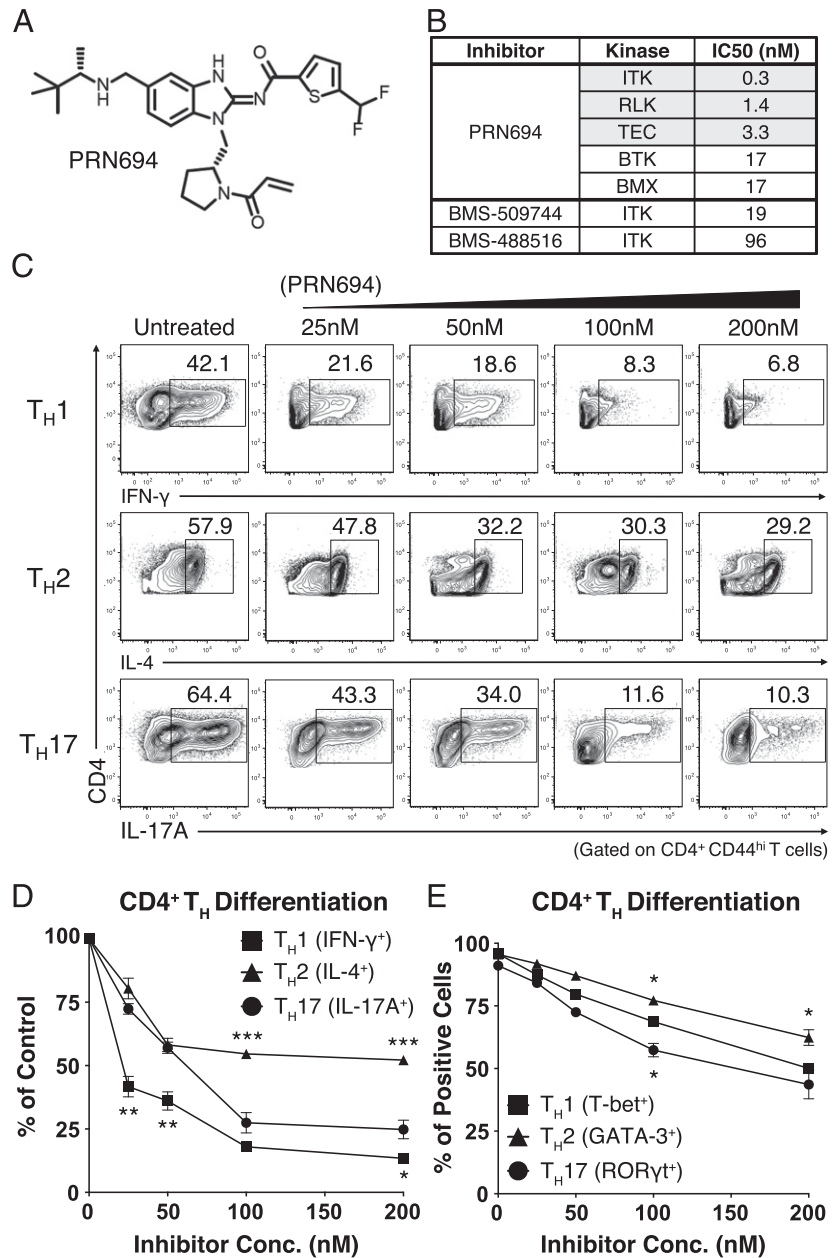 A
N
H
H
N
N
N
O
S
F
F
N
O
PRN694
B
Inhibitor Kinase IC50 (nM)
PRN694
ITK 0.3
RLK 1.4
TEC 3.3
BTK 17
BMX 17
BMS-509744 ITK 19
BMS-488516 ITK 96
C
(PRN694)
Untreated 25nM 50nM 100nM 200nM
TH1
42.1 21.6 18.6 8.3 6.8
IFN-γ
TH2
57.9 47.8 32.2 30.3 29.2
IL-4
TH17
64.4 43.3 34.0 11.6 10.3
CD4
IL-17A
(Gated on CD4+ CD44hi T cells)
D
CD4+ TH Differentiation
TH1 (IFN-γ+)
TH2 (IL-4+)
TH17 (IL-17A+)
% of Control
100
75
50
25
0
*** ***
** **
*
0 50 100 150 200
Inhibitor Conc. (nM)
E
CD4+ TH Differentiation
% of Positive Cells
100
75
50
25
0
* *
*
TH1 (T-bet+)
TH2 (GATA-3+)
TH17 (RORγt+)
0 50 100 150 200
Inhibitor Conc. (nM)